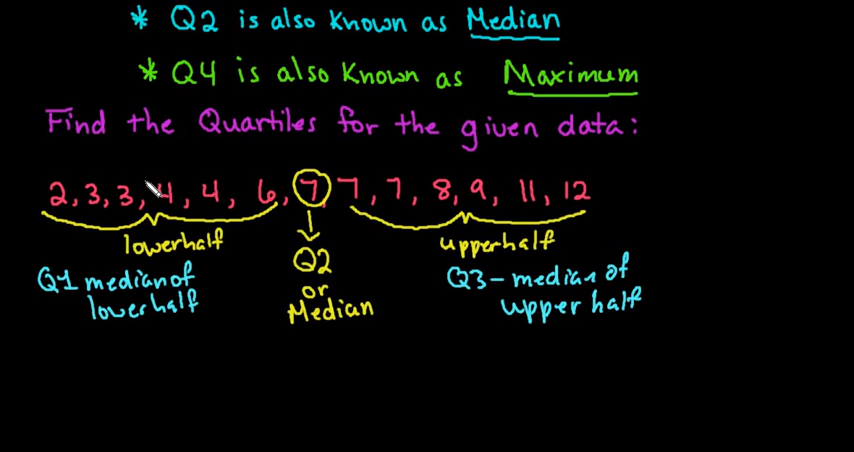 * Q2 is also known as Median
* Q4 is also known as Maximum
Find the Quartiles for the given data:
2, 3, 3, 4, 4, 6, 7, 7, 7, 8, 9, 11, 12
lowerhalf
upperhalf
Q2
or
Median
Q1 median of
lowerhalf
Q3 - median of
upper half